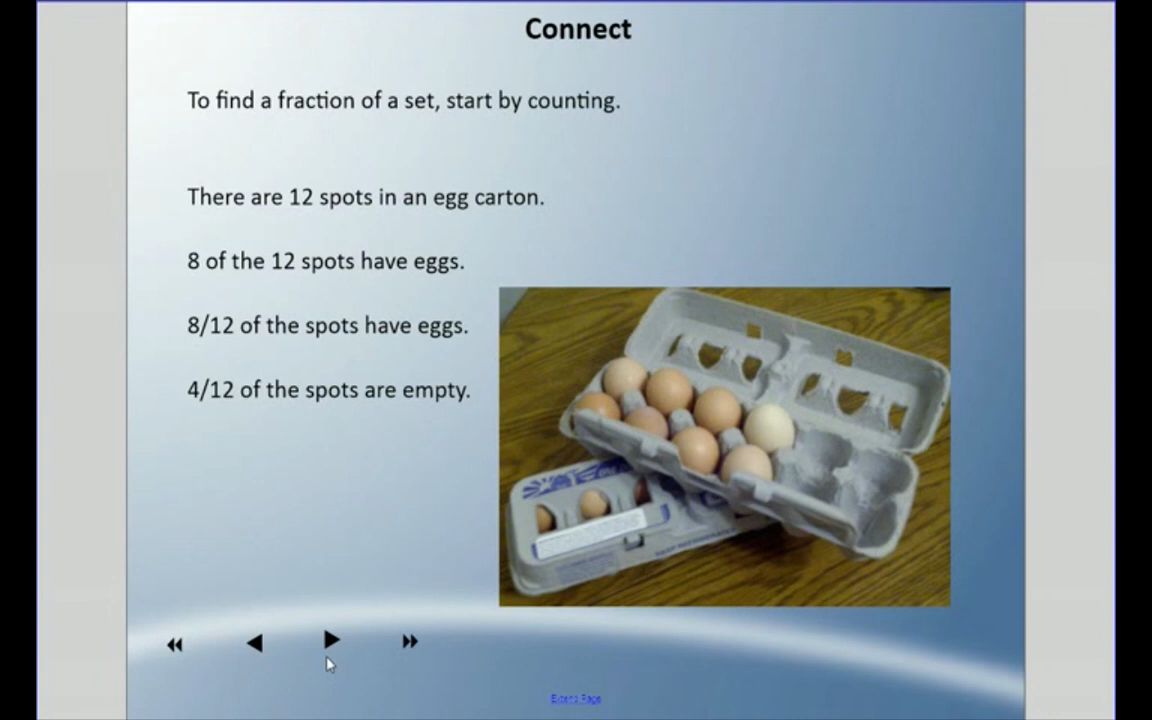 Connect
To find a fraction of a set, start by counting.
There are 12 spots in an egg carton.
8 of the 12 spots have eggs.
8/12 of the spots have eggs.
4/12 of the spots are empty.
Extend Page